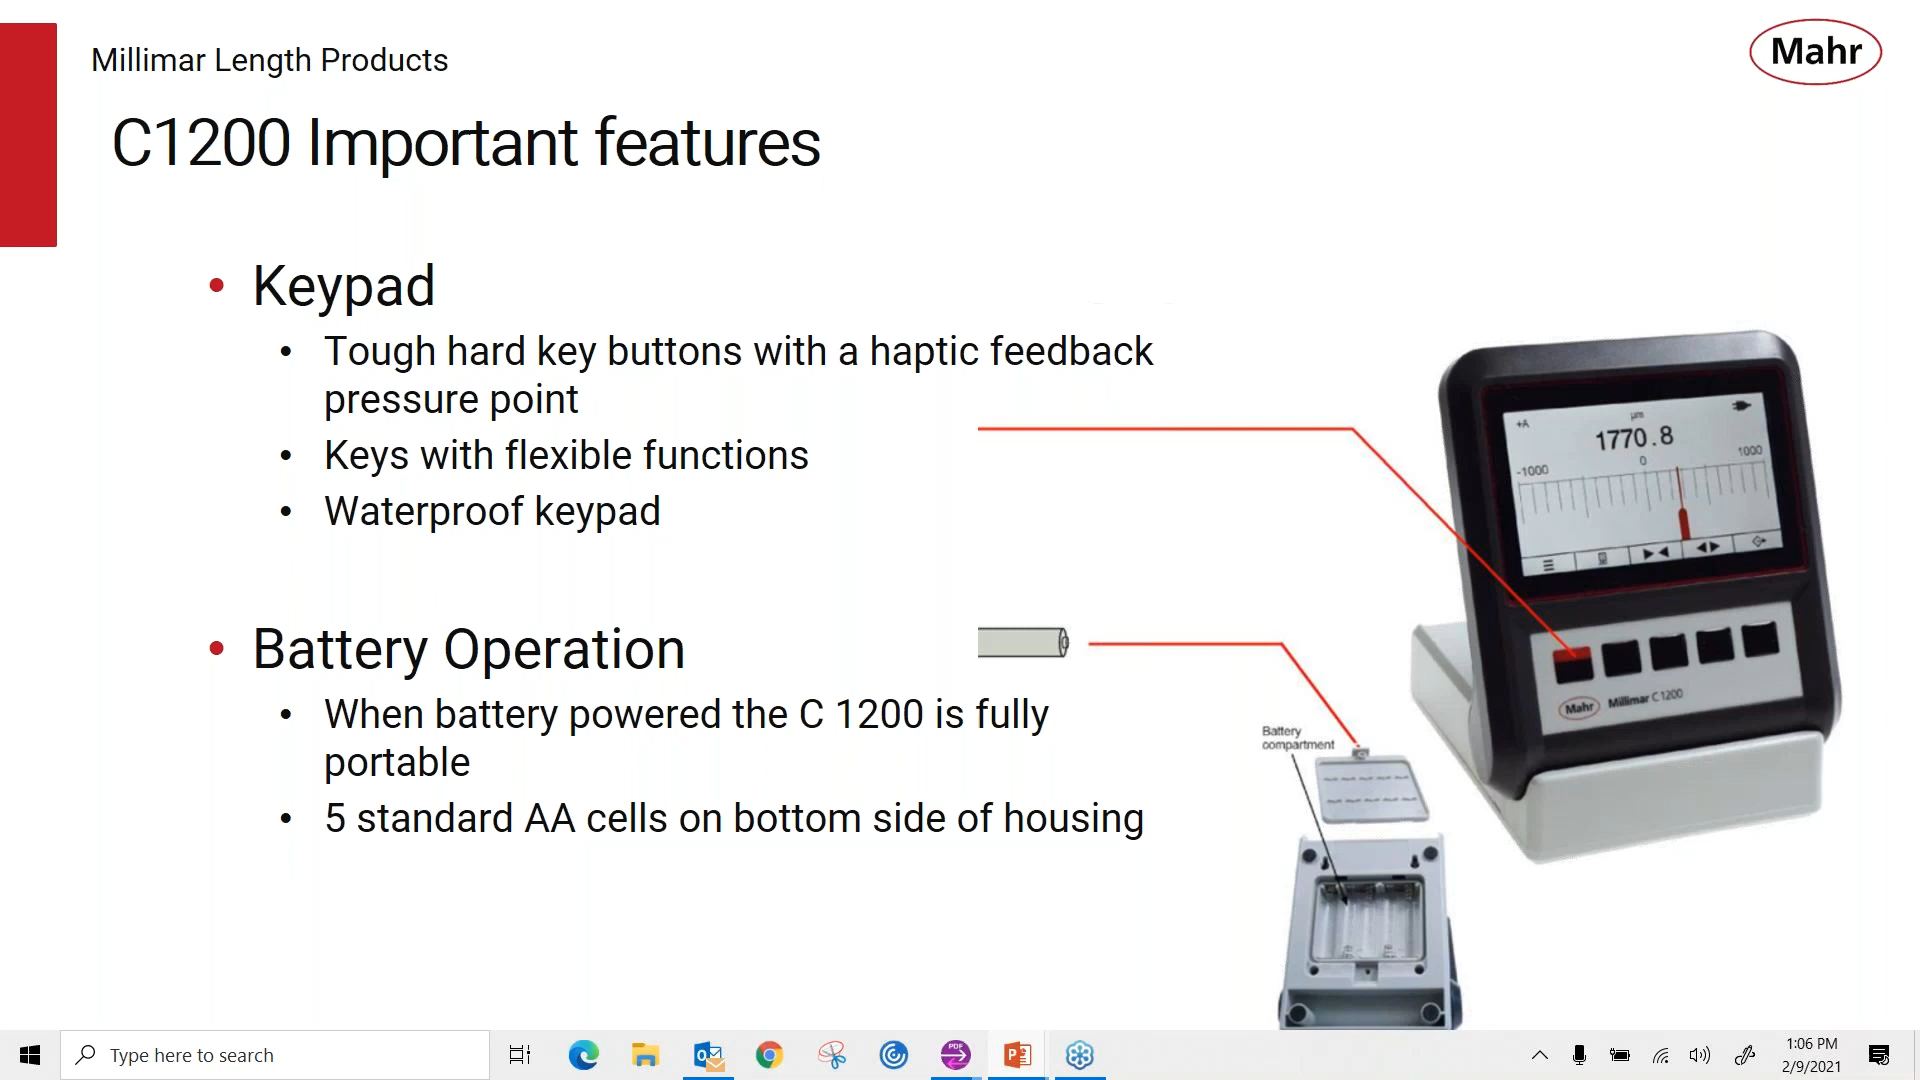 Millimar Length Products
Mahr
C1200 Important features
• Keypad
• Tough hard key buttons with a haptic feedback
pressure point
• Keys with flexible functions
• Waterproof keypad
+A
µm
1770.8
-1000
0
1000
Mahr Millimar C 1200
• Battery Operation
• When battery powered the C 1200 is fully
portable
• 5 standard AA cells on bottom side of housing
Battery
compartment
Type here to search
PDF
1:06 PM
2/9/2021